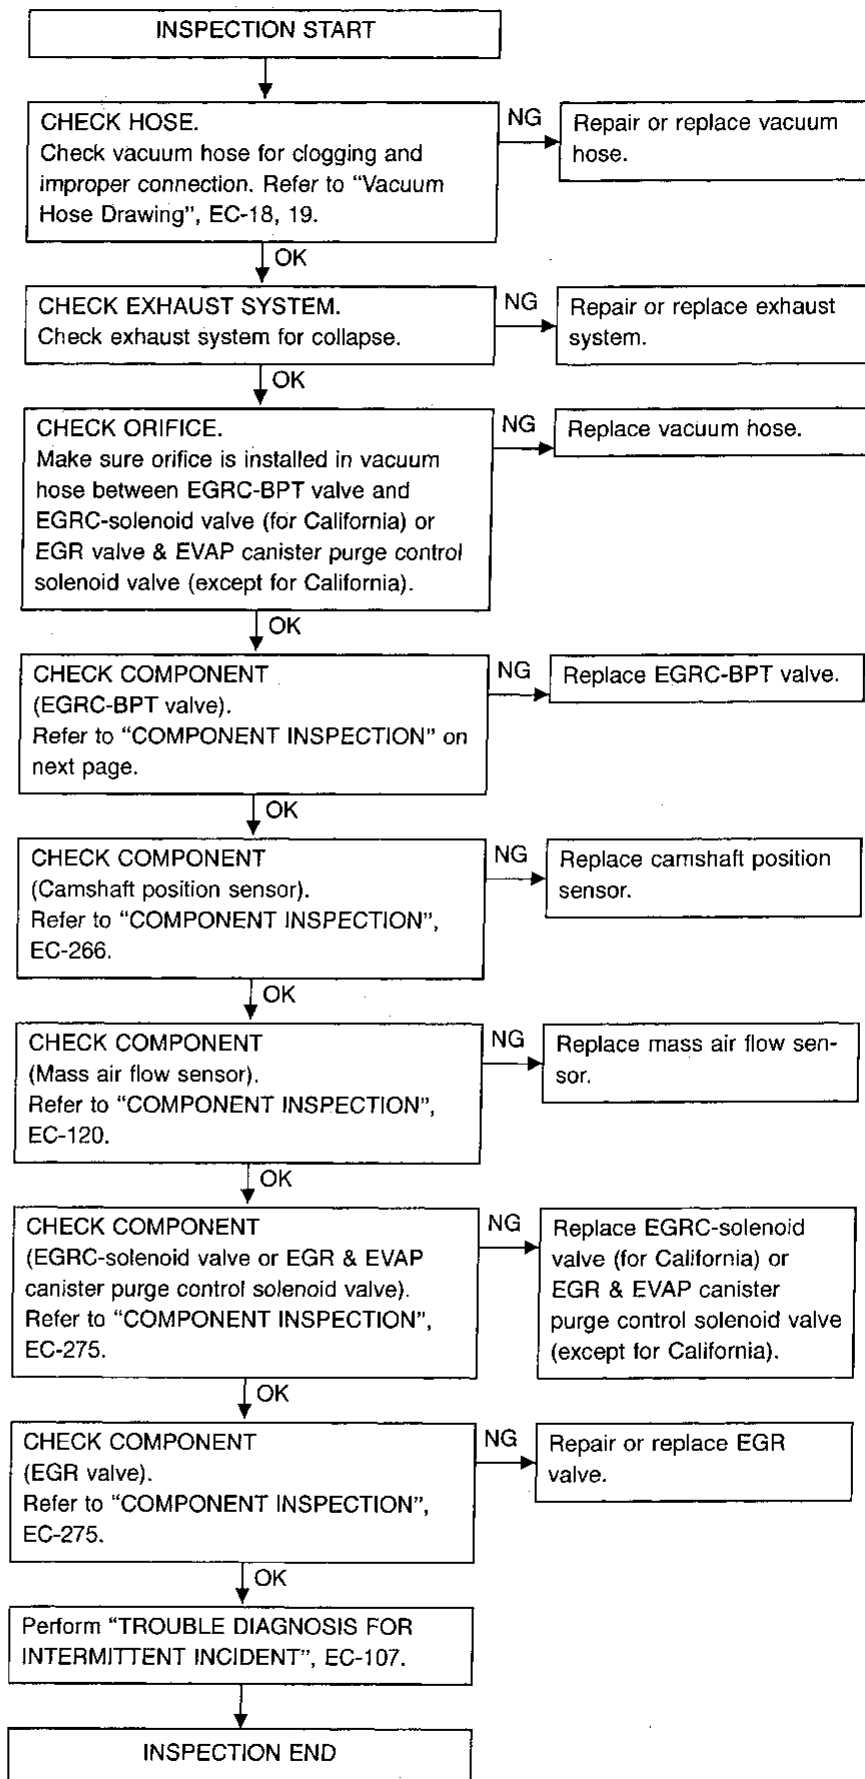 INSPECTION START
CHECK HOSE.
Check vacuum hose for clogging and
improper connection. Refer to “Vacuum
Hose Drawing”, EC-18, 19.
NG
Repair or replace vacuum
hose.
OK
CHECK EXHAUST SYSTEM.
Check exhaust system for collapse.
NG
Repair or replace exhaust
system.
OK
CHECK ORIFICE.
Make sure orifice is installed in vacuum
hose between EGRC-BPT valve and
EGRC-solenoid valve (for California) or
EGR valve & EVAP canister purge control
solenoid valve (except for California).
NG
Replace vacuum hose.
OK
CHECK COMPONENT
(EGRC-BPT valve).
Refer to “COMPONENT INSPECTION” on
next page.
NG
Replace EGRC-BPT valve.
OK
CHECK COMPONENT
(Camshaft position sensor).
Refer to “COMPONENT INSPECTION”,
EC-266.
NG
Replace camshaft position
sensor.
OK
CHECK COMPONENT
(Mass air flow sensor).
Refer to “COMPONENT INSPECTION”,
EC-120.
NG
Replace mass air flow sen-
sor.
OK
CHECK COMPONENT
(EGRC-solenoid valve or EGR & EVAP
canister purge control solenoid valve).
Refer to “COMPONENT INSPECTION”,
EC-275.
NG
Replace EGRC-solenoid
valve (for California) or
EGR & EVAP canister
purge control solenoid valve
(except for California).
OK
CHECK COMPONENT
(EGR valve).
Refer to “COMPONENT INSPECTION”,
EC-275.
NG
Repair or replace EGR
valve.
OK
Perform “TROUBLE DIAGNOSIS FOR
INTERMITTENT INCIDENT”, EC-107.
INSPECTION END